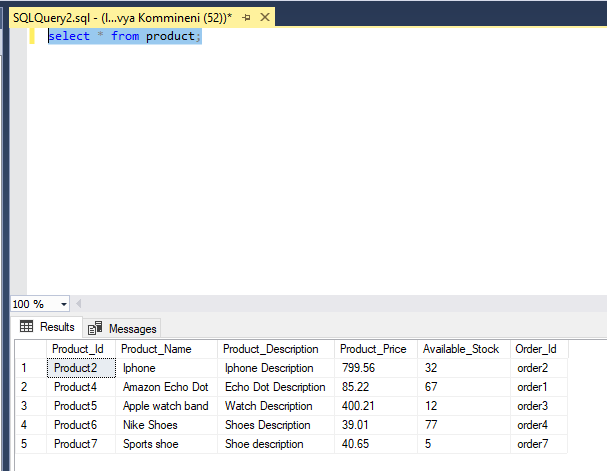 SQLQuery2.sql - (l...vya Kommineni (52))*
select * from product;
100 %
Results Messages
Product_Id Product_Name Product_Description Product_Price Available_Stock Order_Id
1 Product2 Iphone Iphone Description 799.56 32 order2
2 Product4 Amazon Echo Dot Echo Dot Description 85.22 67 order1
3 Product5 Apple watch band Watch Description 400.21 12 order3
4 Product6 Nike Shoes Shoes Description 39.01 77 order4
5 Product7 Sports shoe Shoe description 40.65 5 order7